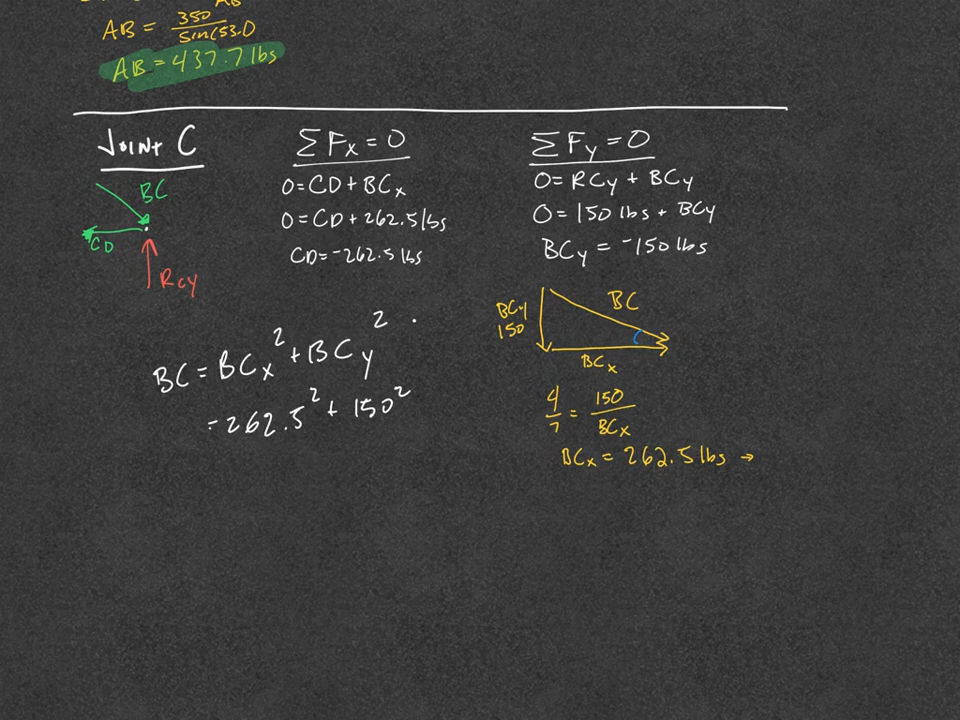 AB
AB = 350 / Sin(53.0
AB = 437.7 lbs
JOINT C
ΣFx = 0
0 = CD + BCx
0 = CD + 262.5 lbs
CD = -262.5 lbs
ΣFy = 0
0 = RCy + BCy
0 = 150 lbs + BCy
BCy = -150 lbs
BC
CD
RCY
BC = BCx² + BCy²
= 262.5² + 150²
BCy
150
BC
BCx
4/7 = 150/BCx
BCx = 262.5 lbs →